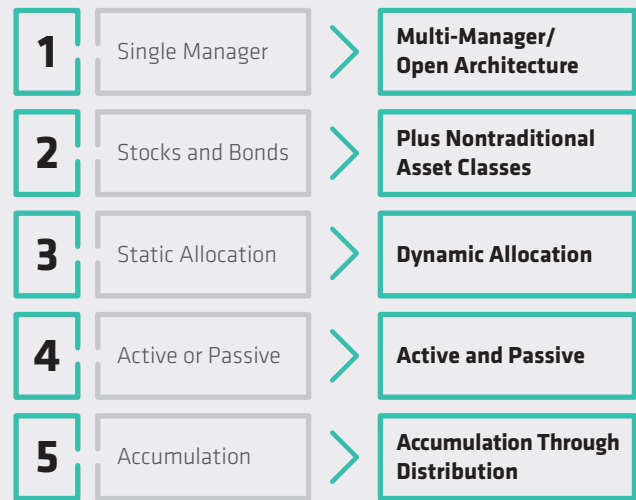 1
Single Manager
Multi-Manager/
Open Architecture
2
Stocks and Bonds
Plus Nontraditional
Asset Classes
3
Static Allocation
Dynamic Allocation
4
Active or Passive
Active and Passive
5
Accumulation
Accumulation Through
Distribution